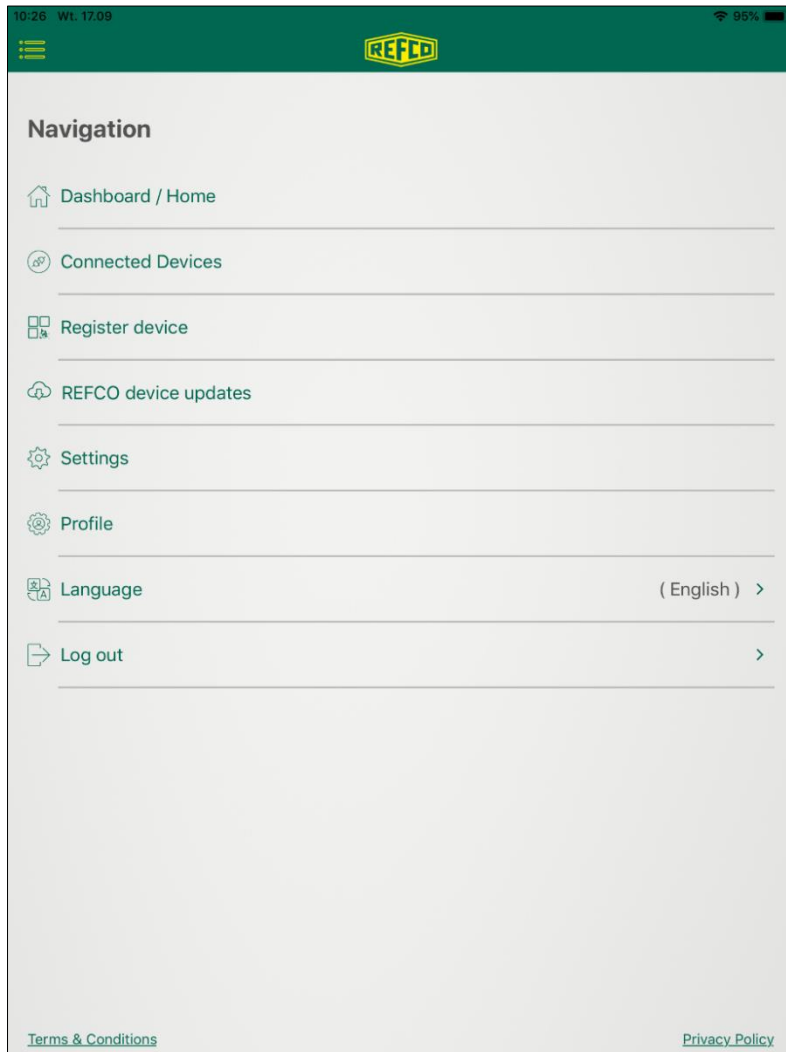 10:26 Wt. 17.09 95%
REFCO
Navigation
Dashboard / Home
Connected Devices
Register device
REFCO device updates
Settings
Profile
Language ( English ) >
Log out >
Terms & Conditions Privacy Policy